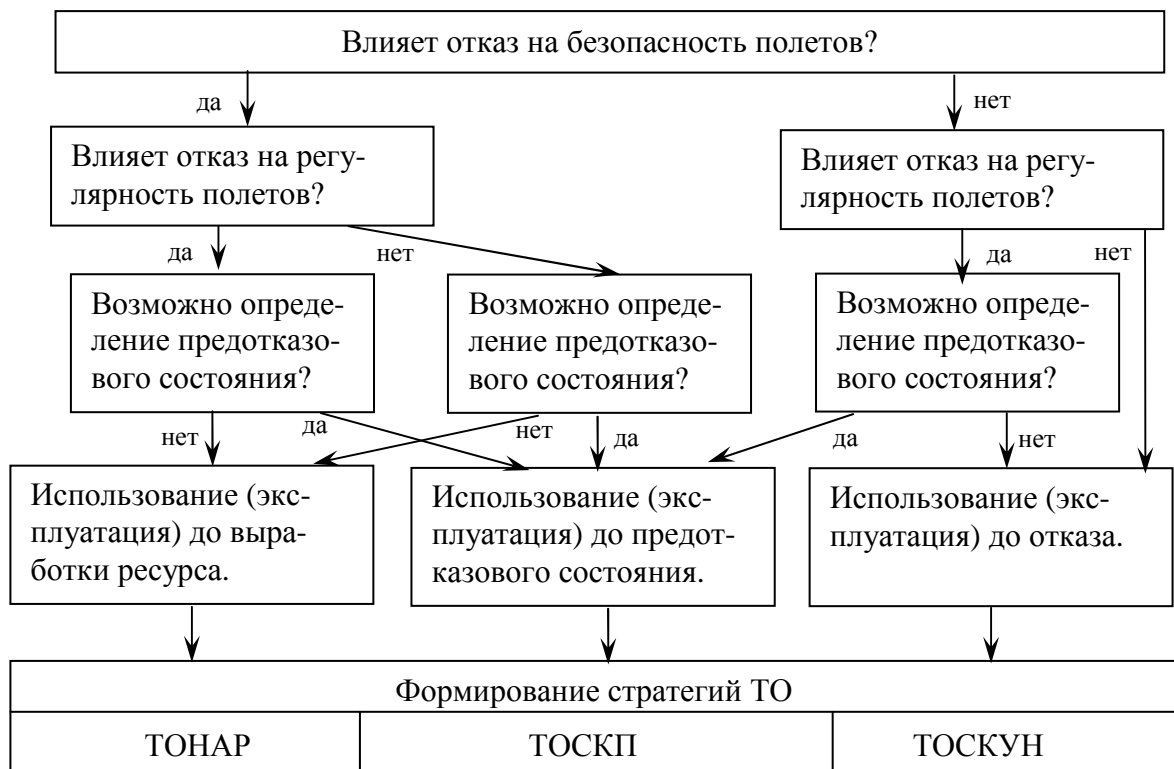 Влияет отказ на безопасность полетов?
да
нет
Влияет отказ на регу-
лярность полетов?
Влияет отказ на регу-
лярность полетов?
да
нет
да
нет
Возможно опреде-
ление предотказо-
вого состояния?
Возможно опреде-
ление предотказо-
вого состояния?
Возможно опреде-
ление предотказо-
вого состояния?
нет
да
нет
да
да
нет
Использование (экс-
плуатация) до выра-
ботки ресурса.
Использование (экс-
плуатация) до предот-
казового состояния.
Использование (экс-
плуатация) до отказа.
Формирование стратегий ТО
ТОНАР
ТОСКП
ТОСКУН